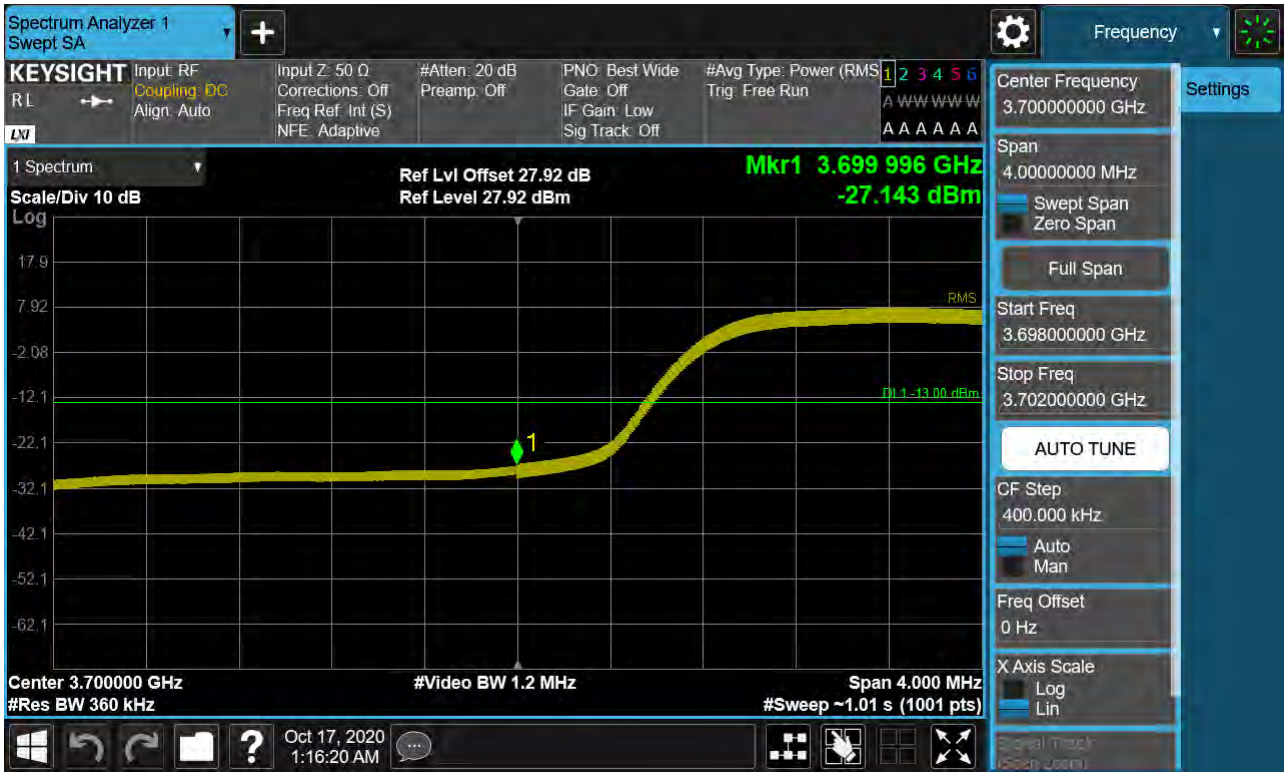 Spectrum Analyzer 1
Swept SA
+
Frequency
KEYSIGHT
RL
LXI
Input: RF
Coupling: DC
Align: Auto
Input Z: 50 Ω
Corrections: Off
Freq Ref: Int (S)
NFE: Adaptive
#Atten: 20 dB
Preamp: Off
PNO: Best Wide
Gate: Off
IF Gain: Low
Sig Track: Off
#Avg Type: Power (RMS
Trig: Free Run
1 2 3 4 5 6
A W W W W W
A A A A A A
Center Frequency
3.700000000 GHz
Settings
Span
4.00000000 MHz
Swept Span
Zero Span
Full Span
Start Freq
3.698000000 GHz
Stop Freq
3.702000000 GHz
AUTO TUNE
CF Step
400.000 kHz
Auto
Man
Freq Offset
0 Hz
X Axis Scale
Log
Lin
Signal Track
(Span Zoom)
1 Spectrum
Scale/Div 10 dB
Log
Ref Lvl Offset 27.92 dB
Ref Level 27.92 dBm
Mkr1 3.699 996 GHz
-27.143 dBm
17.9
7.92
-2.08
-12.1
-22.1
-32.1
-42.1
-52.1
-62.1
RMS
DL1 -13.00 dBm
1
Center 3.700000 GHz
#Res BW 360 kHz
#Video BW 1.2 MHz
Span 4.000 MHz
#Sweep ~1.01 s (1001 pts)
?
Oct 17, 2020
1:16:20 AM